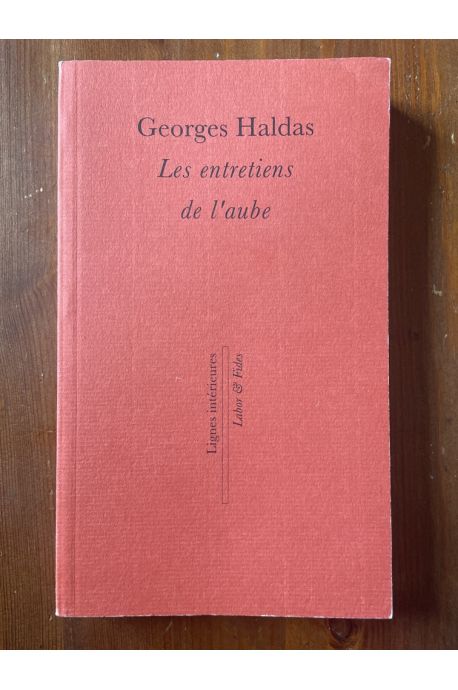 Georges Haldas
Les entretiens
de l'aube
Lignes intérieures
Labor & Fides